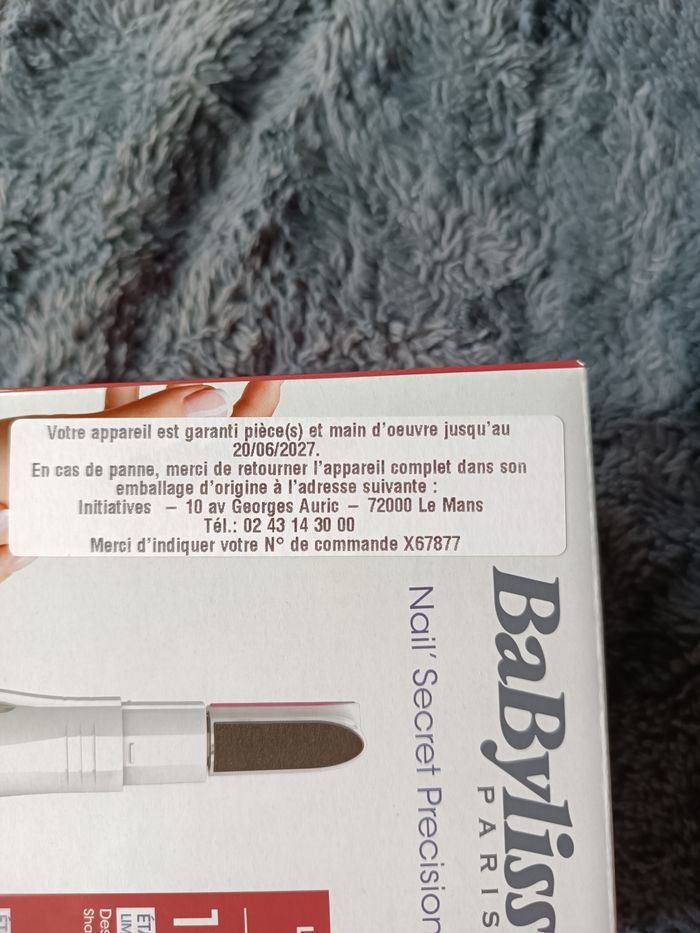 Votre appareil est garanti pièce(s) et main d'oeuvre jusqu'au
20/06/2027.
En cas de panne, merci de retourner l'appareil complet dans son
emballage d'origine à l'adresse suivante :
Initiatives – 10 av Georges Auric – 72000 Le Mans
Tél.: 02 43 14 30 00
Merci d'indiquer votre N° de commande X67877
BaByliss
PARIS
Nail' Secret Precision
1